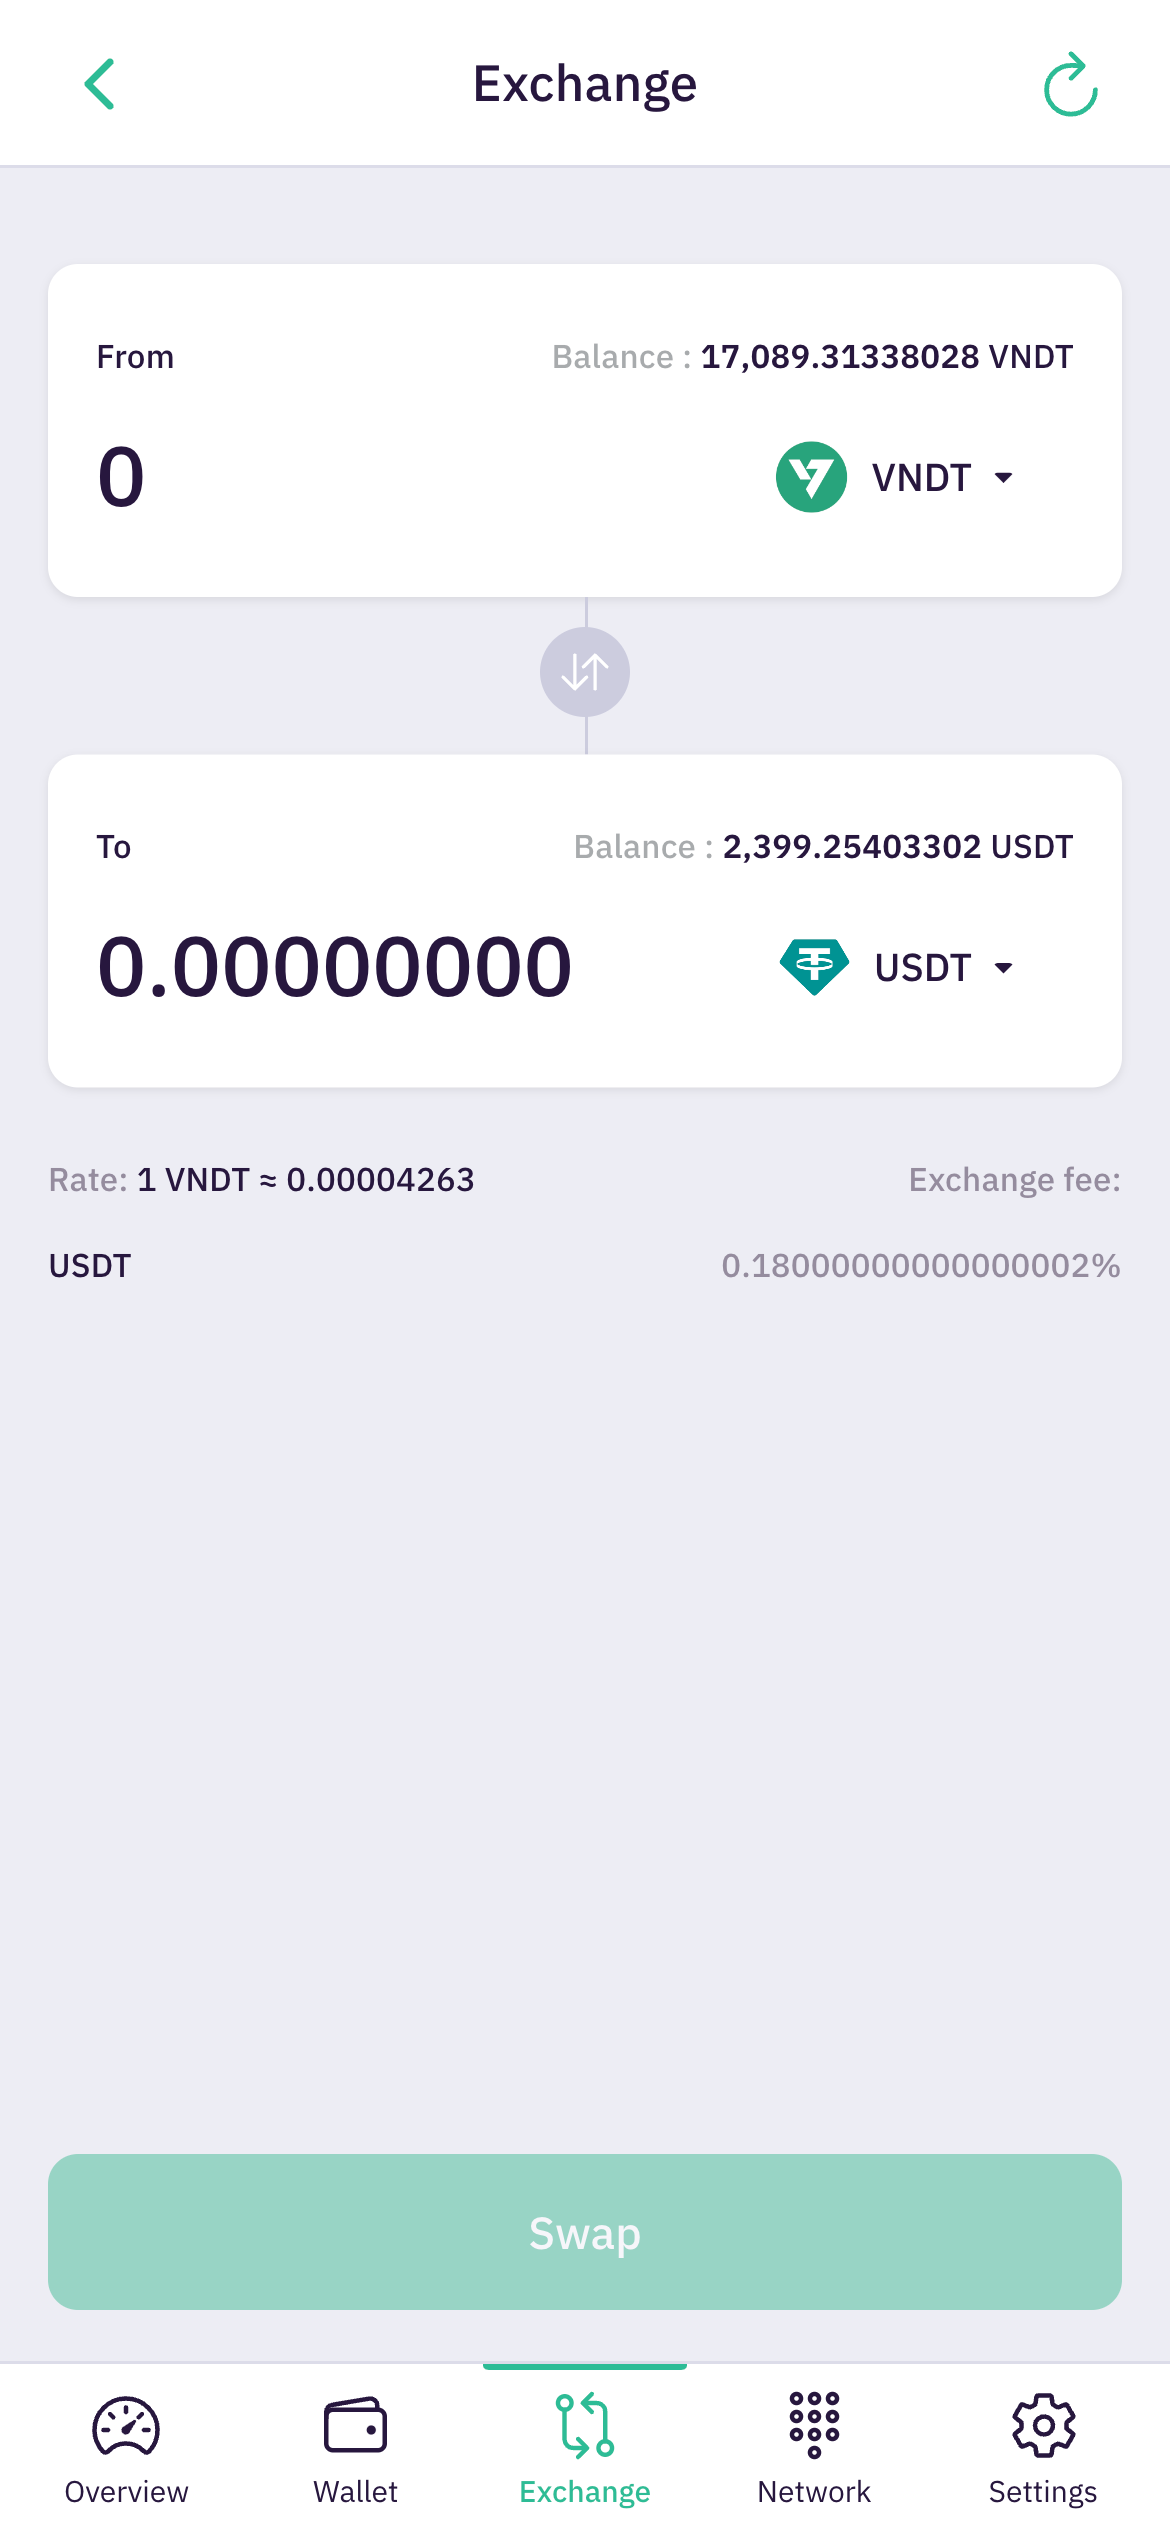 Exchange
From
Balance : 17,089.31338028 VNDT
0
VNDT
To
Balance : 2,399.25403302 USDT
0.00000000
USDT
Rate: 1 VNDT ≈ 0.00004263
USDT
Exchange fee:
0.18000000000000002%
Swap
Overview
Wallet
Exchange
Network
Settings